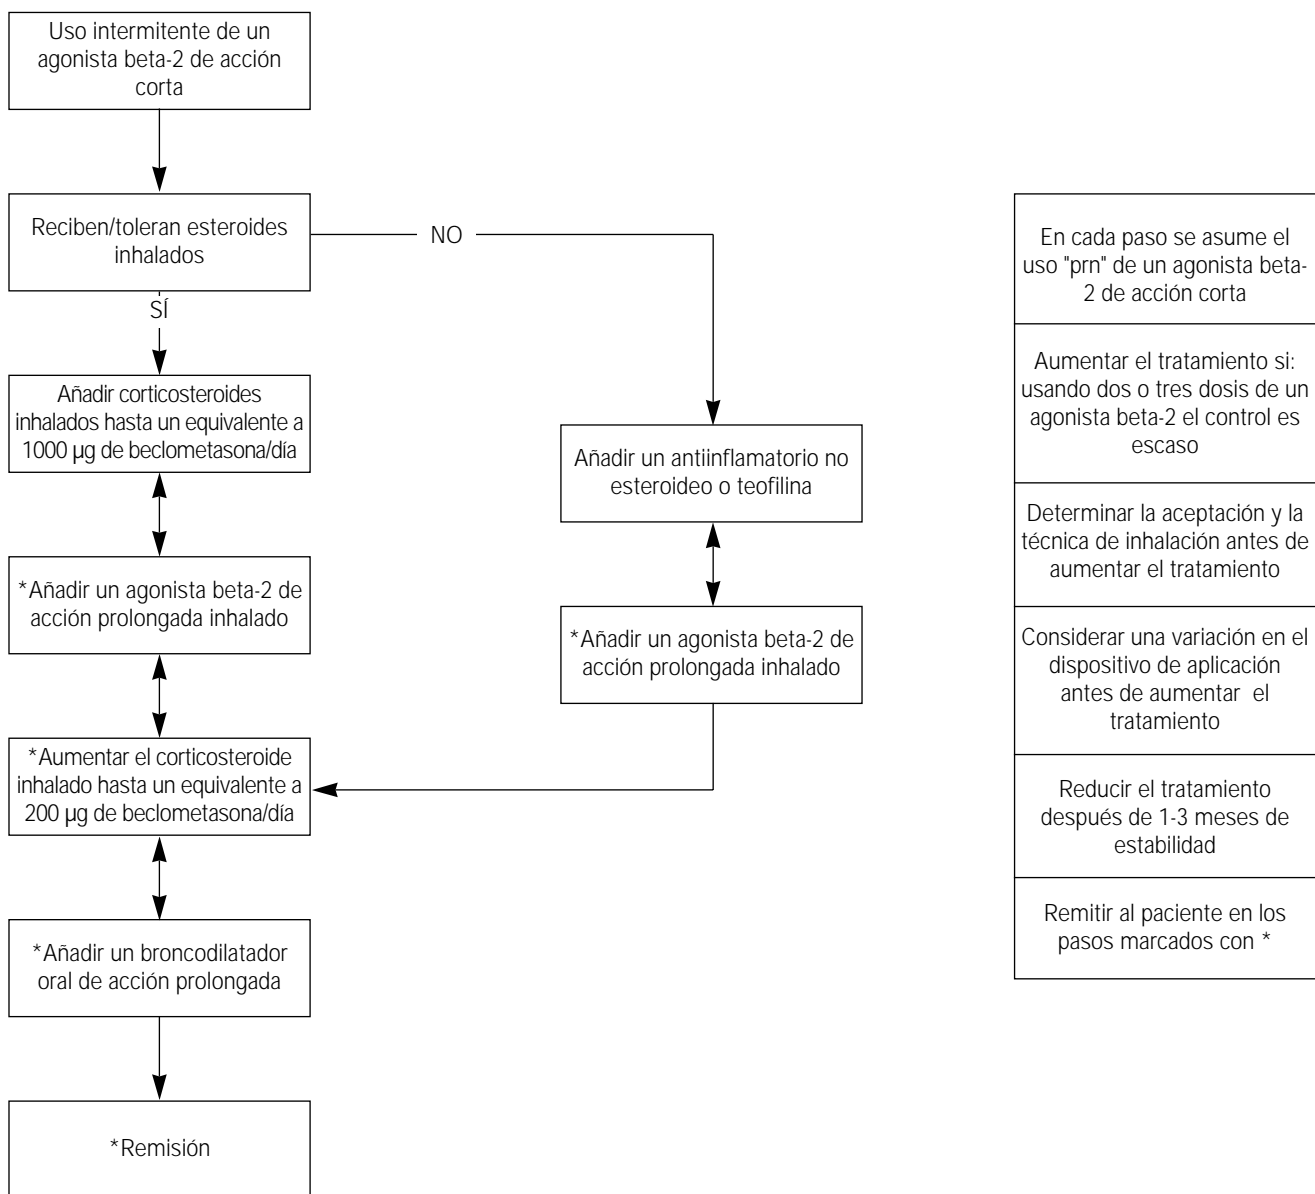 Uso intermitente de un
agonista beta-2 de acción
corta
Reciben/toleran esteroides
inhalados
NO
SÍ
Añadir corticosteroides
inhalados hasta un equivalente a
1000 µg de beclometasona/día
Añadir un antiinflamatorio no
esteroideo o teofilina
*Añadir un agonista beta-2 de
acción prolongada inhalado
*Añadir un agonista beta-2 de
acción prolongada inhalado
*Aumentar el corticosteroide
inhalado hasta un equivalente a
200 µg de beclometasona/día
*Añadir un broncodilatador
oral de acción prolongada
*Remisión
En cada paso se asume el
uso "prn" de un agonista beta-
2 de acción corta
Aumentar el tratamiento si:
usando dos o tres dosis de un
agonista beta-2 el control es
escaso
Determinar la aceptación y la
técnica de inhalación antes de
aumentar el tratamiento
Considerar una variación en el
dispositivo de aplicación
antes de aumentar el
tratamiento
Reducir el tratamiento
después de 1-3 meses de
estabilidad
Remitir al paciente en los
pasos marcados con *